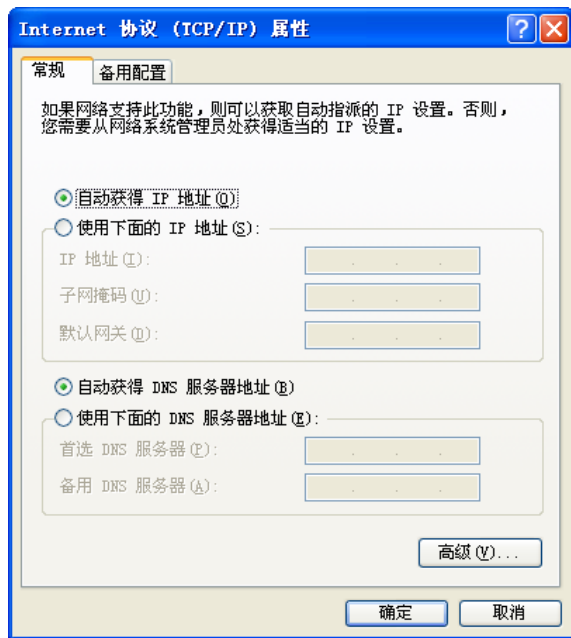 Internet 协议 (TCP/IP) 属性
常规
备用配置
如果网络支持此功能，则可以获取自动指派的 IP 设置。否则，
您需要从网络系统管理员处获得适当的 IP 设置。
自动获得 IP 地址(O)
使用下面的 IP 地址(S):
IP 地址(I):
子网掩码(U):
默认网关(D):
自动获得 DNS 服务器地址(B)
使用下面的 DNS 服务器地址(E):
首选 DNS 服务器(P):
备用 DNS 服务器(A):
高级(V)...
确定
取消